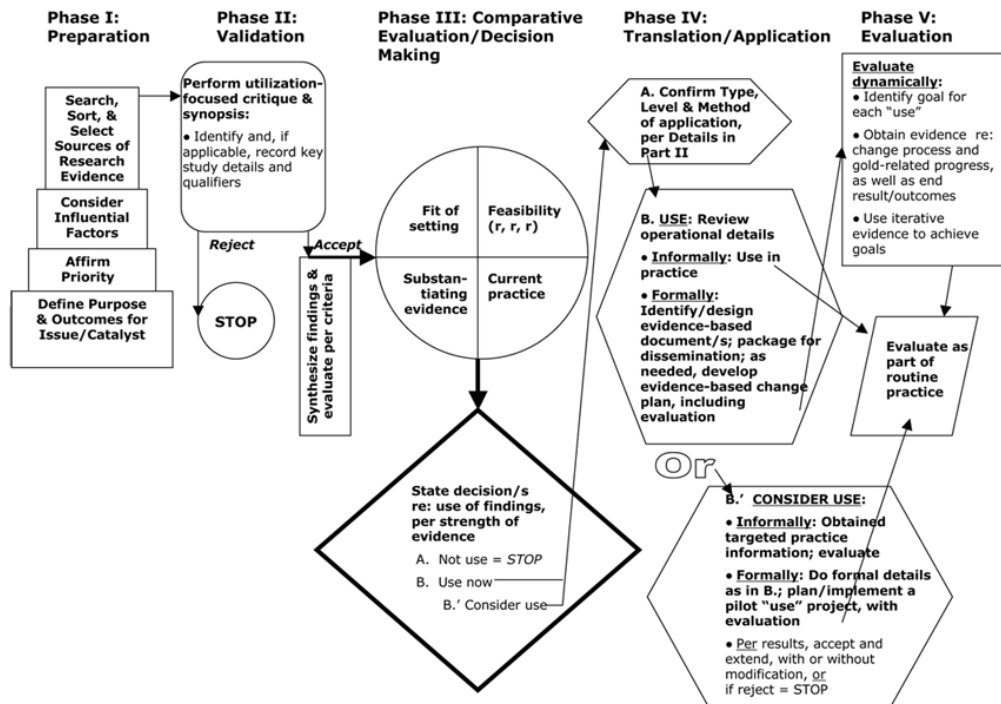 Phase I:
Preparation
Phase II:
Validation
Phase III: Comparative
Evaluation/Decision
Making
Phase IV:
Translation/Application
Phase V:
Evaluation
Search,
Sort, &
Select
Sources of
Research
Evidence
Consider
Influential
Factors
Affirm
Priority
Define Purpose
& Outcomes for
Issue/Catalyst
Perform utilization-
focused critique &
synopsis:
● Identify and, if
applicable, record key
study details and
qualifiers
Reject
Accept
STOP
Synthesize findings &
evaluate per criteria
Fit of
setting
Feasibility
(r, r, r)
Substan-
tiating
evidence
Current
practice
State decision/s
re: use of findings,
per strength of
evidence
A. Not use = STOP
B. Use now
B.’ Consider use
A. Confirm Type,
Level & Method
of application,
per Details in
Part II
B. USE: Review
operational details
● Informally: Use in
practice
● Formally:
Identify/design
evidence-based
document/s; package for
dissemination; as
needed, develop
evidence-based change
plan, including
evaluation
Or
B.’ CONSIDER USE:
● Informally: Obtained
targeted practice
information; evaluate
● Formally: Do formal details
as in B.; plan/implement a
pilot “use” project, with
evaluation
● Per results, accept and
extend, with or without
modification, or
if reject = STOP
Evaluate
dynamically:
● Identify goal for
each “use”
● Obtain evidence re:
change process and
gold-related progress,
as well as end
result/outcomes
● Use iterative
evidence to achieve
goals
Evaluate as
part of
routine
practice